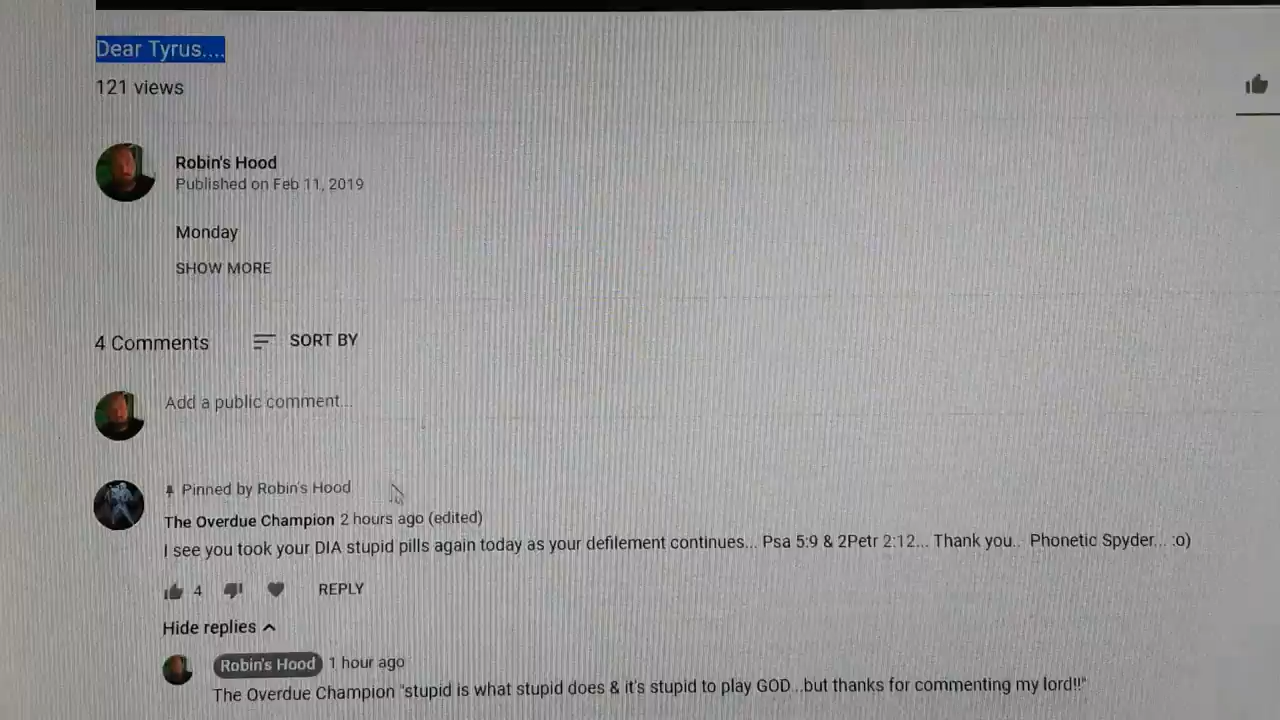 Dear Tyrus....
121 views
Robin's Hood
Published on Feb 11, 2019
Monday
SHOW MORE
4 Comments SORT BY
Add a public comment...
Pinned by Robin's Hood
The Overdue Champion 2 hours ago (edited)
I see you took your DIA stupid pills again today as your defilement continues... Psa 5:9 & 2Petr 2:12... Thank you.. Phonetic Spyder... :o)
4 REPLY
Hide replies
Robin's Hood 1 hour ago
The Overdue Champion "stupid is what stupid does & it's stupid to play GOD...but thanks for commenting my lord!!"